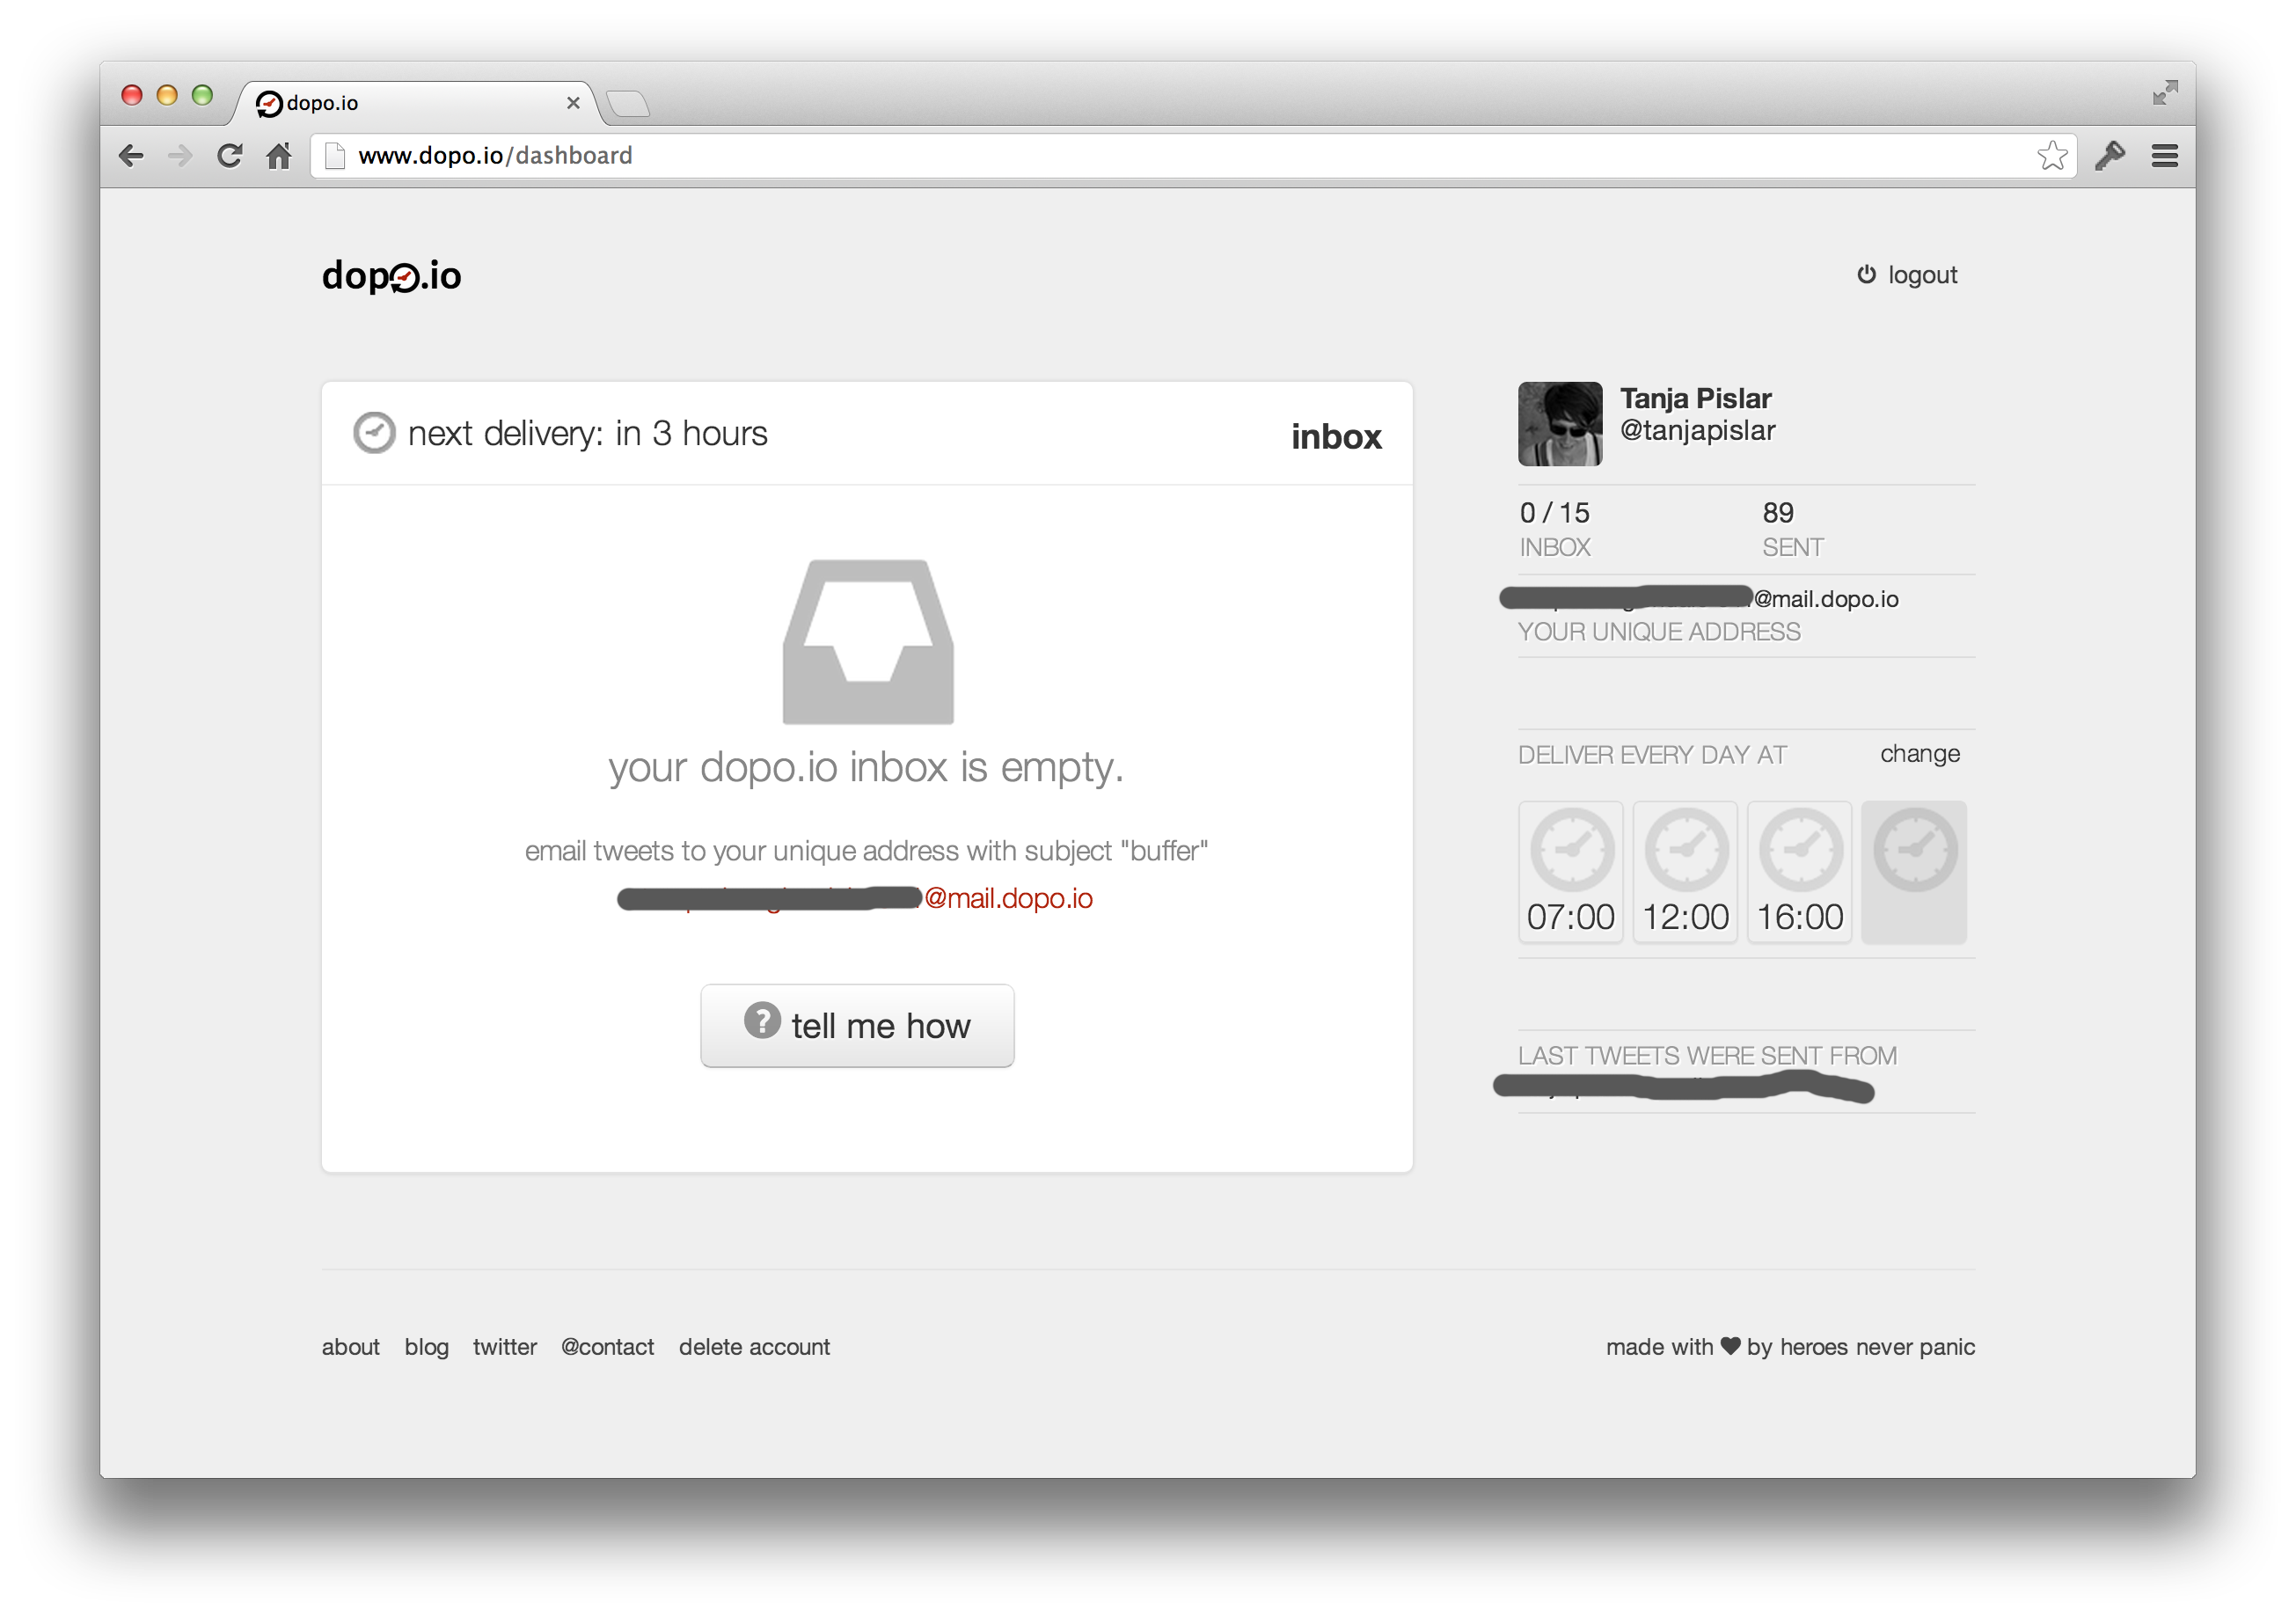 dopo.io
www.dopo.io/dashboard
dopo.io
logout
next delivery: in 3 hours
inbox
your dopo.io inbox is empty.
email tweets to your unique address with subject "buffer"
@mail.dopo.io
tell me how
Tanja Pislar
@tanjapislar
0 / 15
INBOX
89
SENT
@mail.dopo.io
YOUR UNIQUE ADDRESS
DELIVER EVERY DAY AT
change
07:00
12:00
16:00
LAST TWEETS WERE SENT FROM
about blog twitter @contact delete account
made with ♥ by heroes never panic